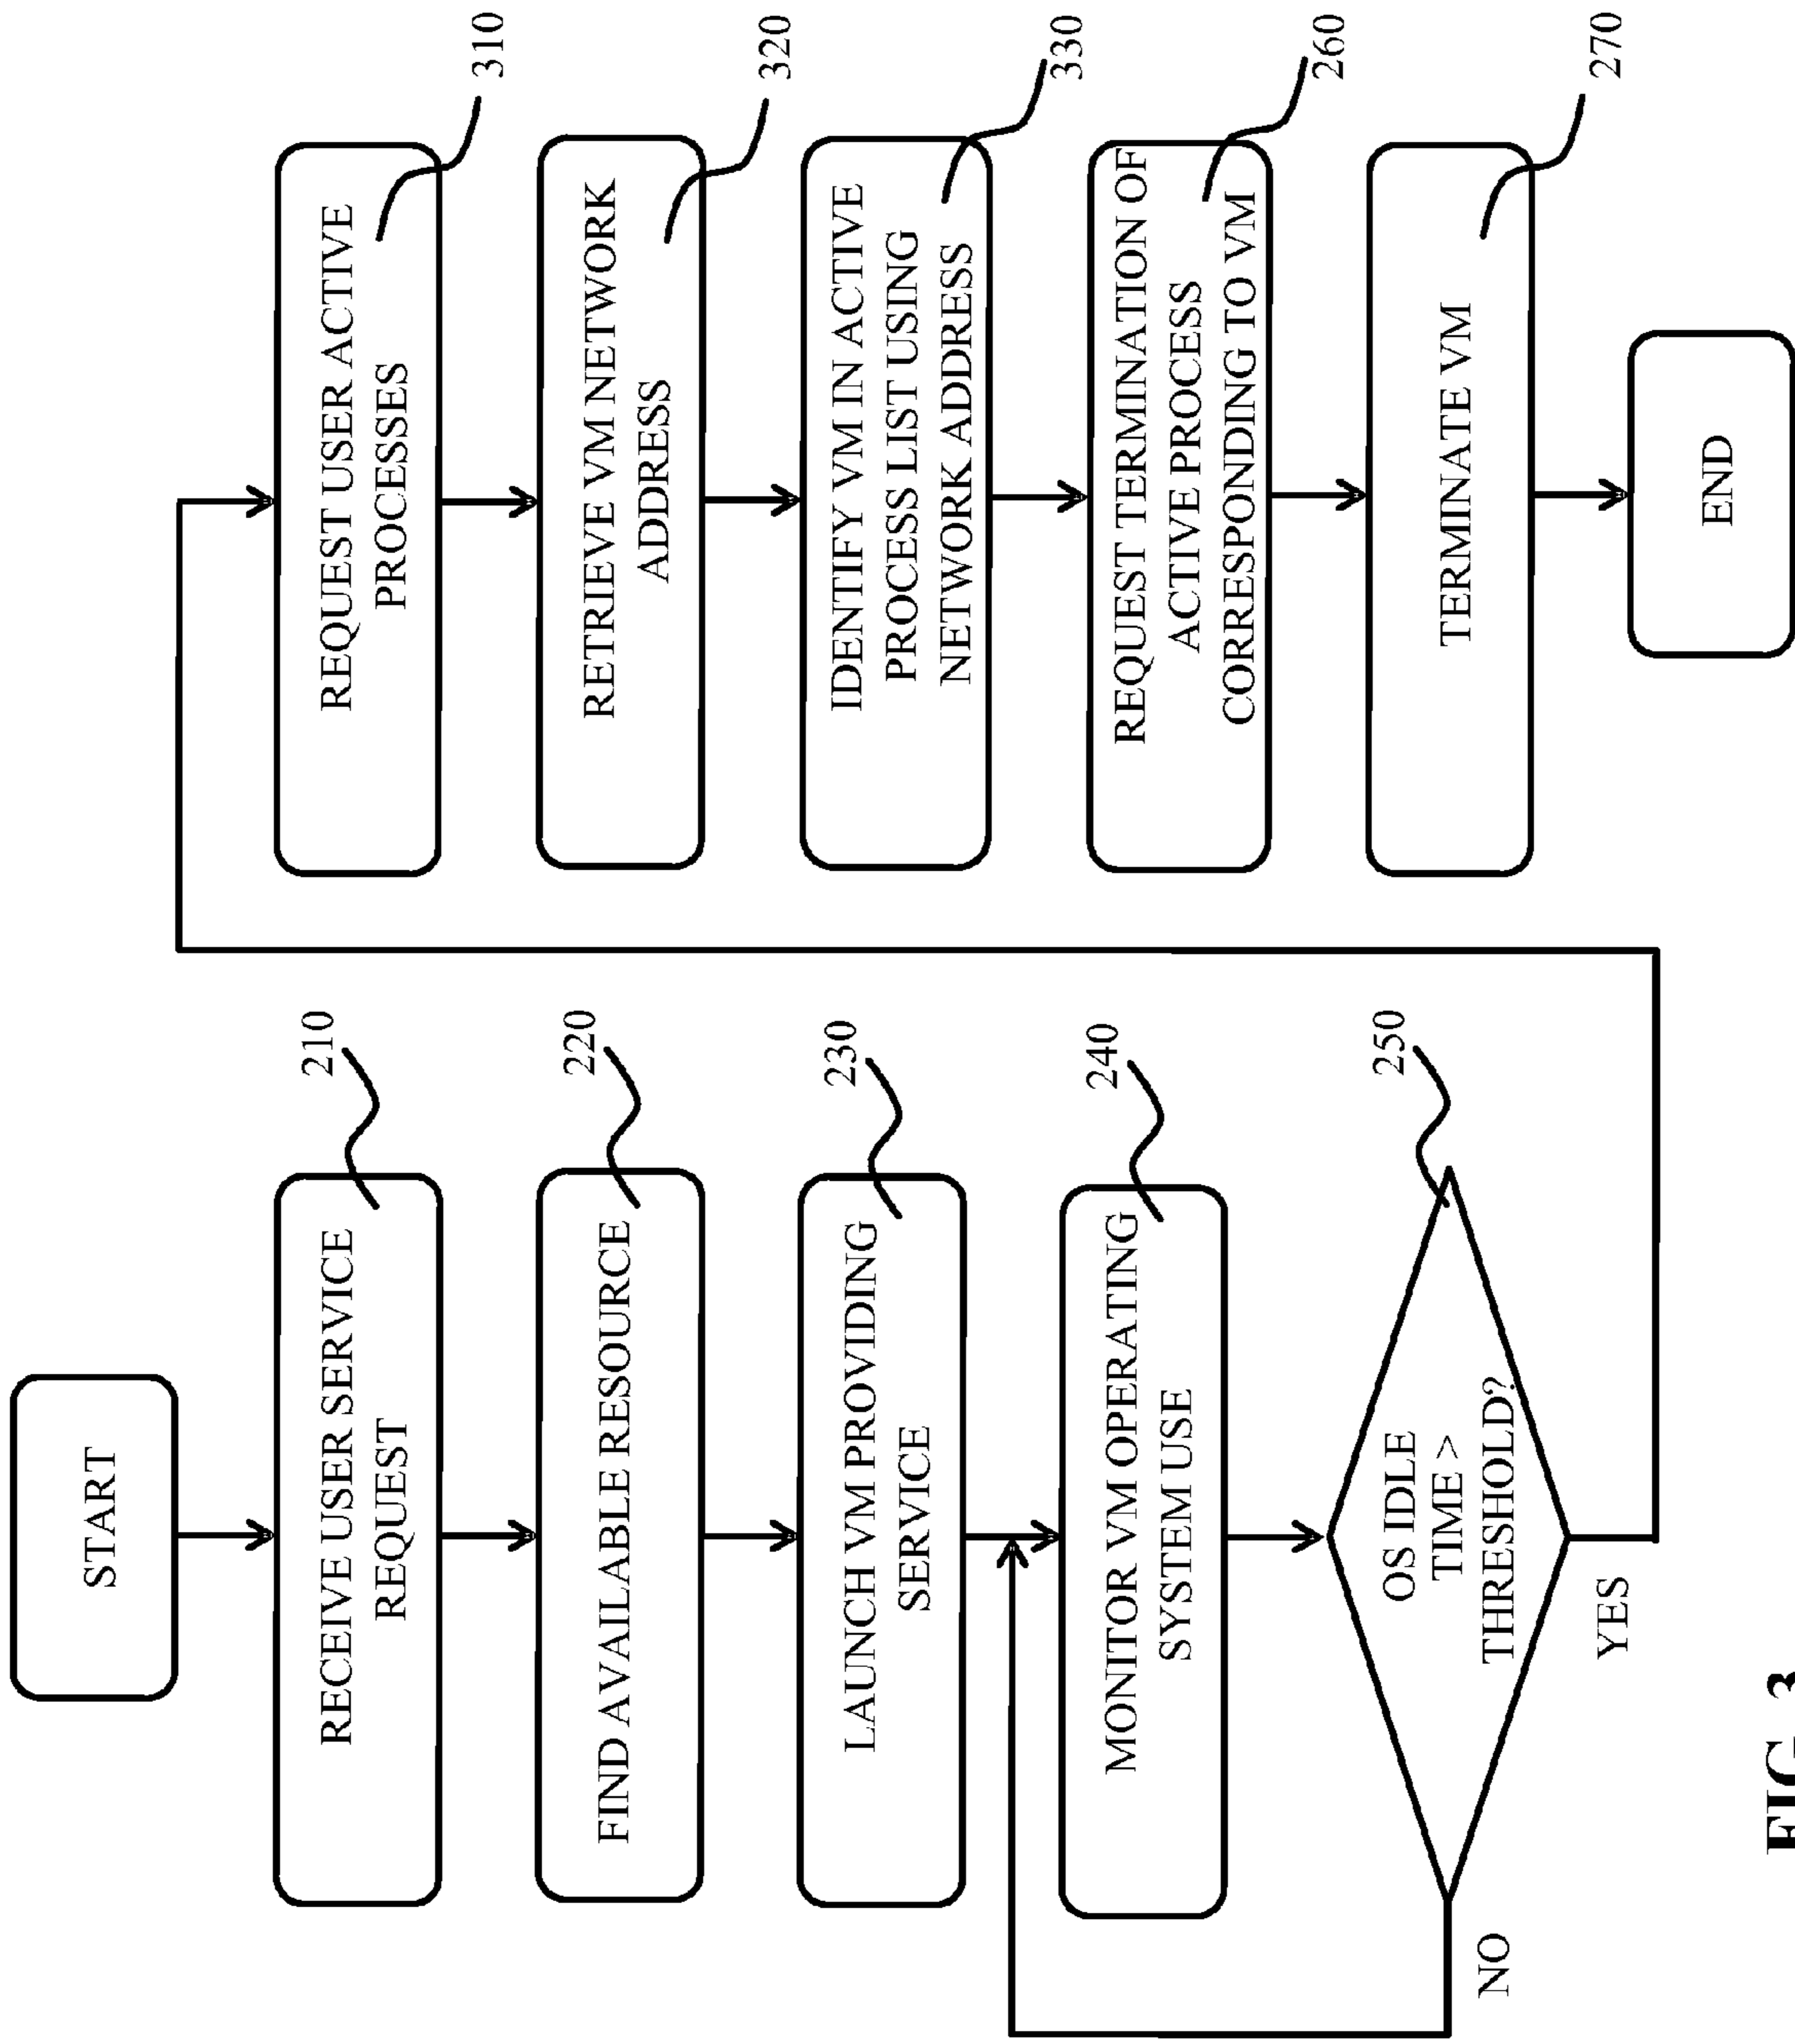 START
RECEIVE USER SERVICE
REQUEST
210
FIND AVAILABLE RESOURCE
220
LAUNCH VM PROVIDING
SERVICE
230
MONITOR VM OPERATING
SYSTEM USE
240
OS IDLE
TIME >
THRESHOLD?
250
NO
YES
REQUEST USER ACTIVE
PROCESSES
310
RETRIEVE VM NETWORK
ADDRESS
320
IDENTIFY VM IN ACTIVE
PROCESS LIST USING
NETWORK ADDRESS
330
REQUEST TERMINATION OF
ACTIVE PROCESS
CORRESPONDING TO VM
260
TERMINATE VM
270
END
FIG. 3